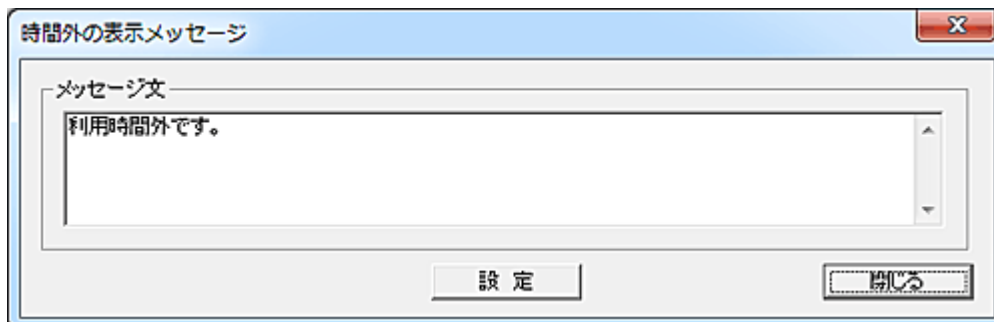 時間外の表示メッセージ
メッセージ文
利用時間外です。
設 定
閉じる